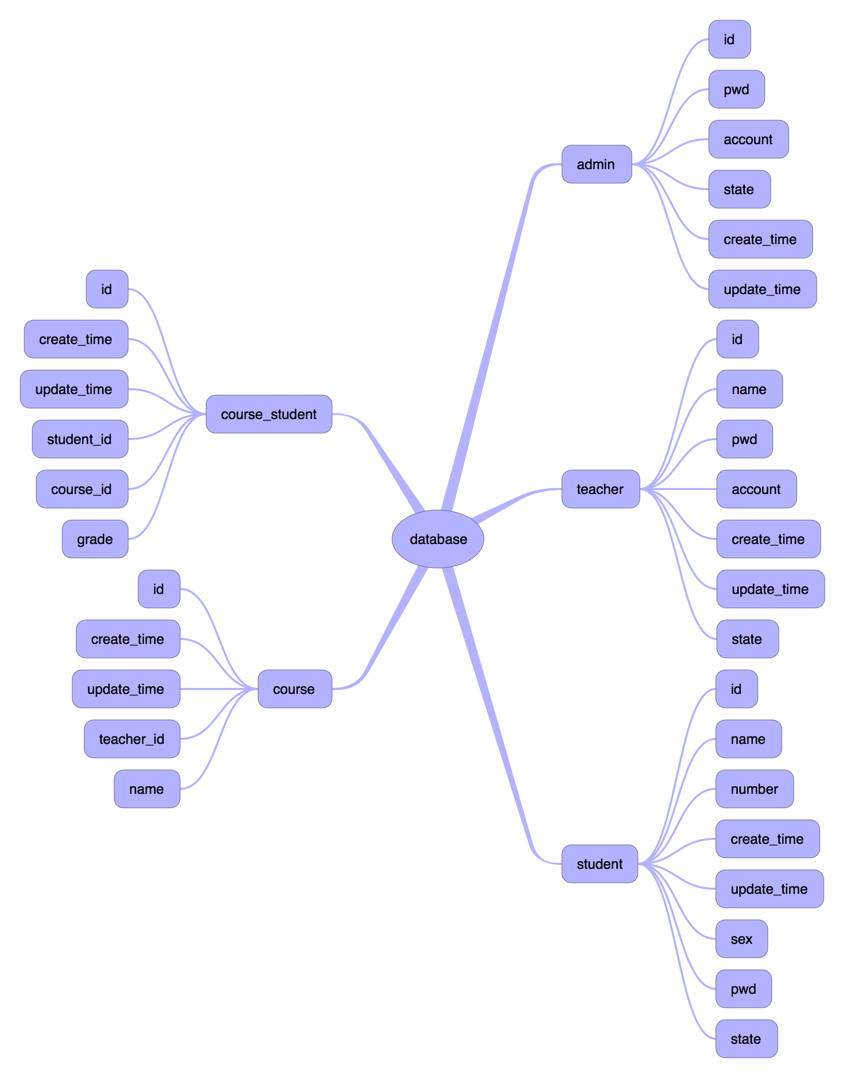 database
admin
id
pwd
account
state
create_time
update_time
teacher
id
name
pwd
account
create_time
update_time
state
student
id
name
number
create_time
update_time
sex
pwd
state
course_student
id
create_time
update_time
student_id
course_id
grade
course
id
create_time
update_time
teacher_id
name